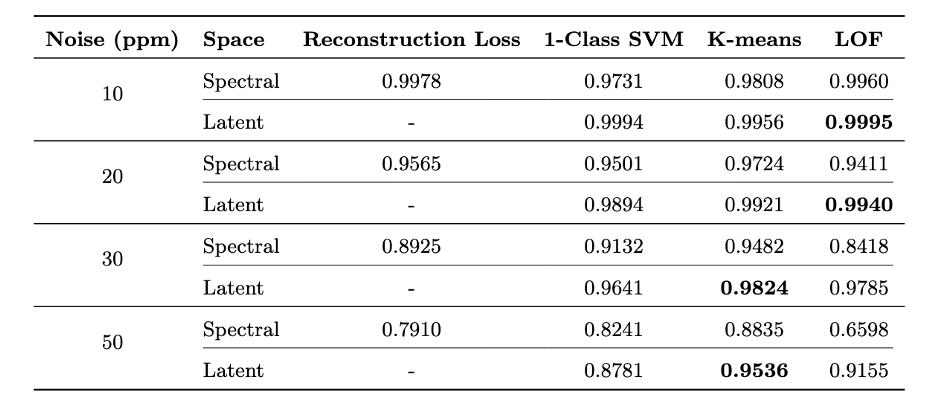 Noise (ppm) Space Reconstruction Loss 1-Class SVM K-means LOF
10 Spectral 0.9978 0.9731 0.9808 0.9960
Latent - 0.9994 0.9956 0.9995
20 Spectral 0.9565 0.9501 0.9724 0.9411
Latent - 0.9894 0.9921 0.9940
30 Spectral 0.8925 0.9132 0.9482 0.8418
Latent - 0.9641 0.9824 0.9785
50 Spectral 0.7910 0.8241 0.8835 0.6598
Latent - 0.8781 0.9536 0.9155